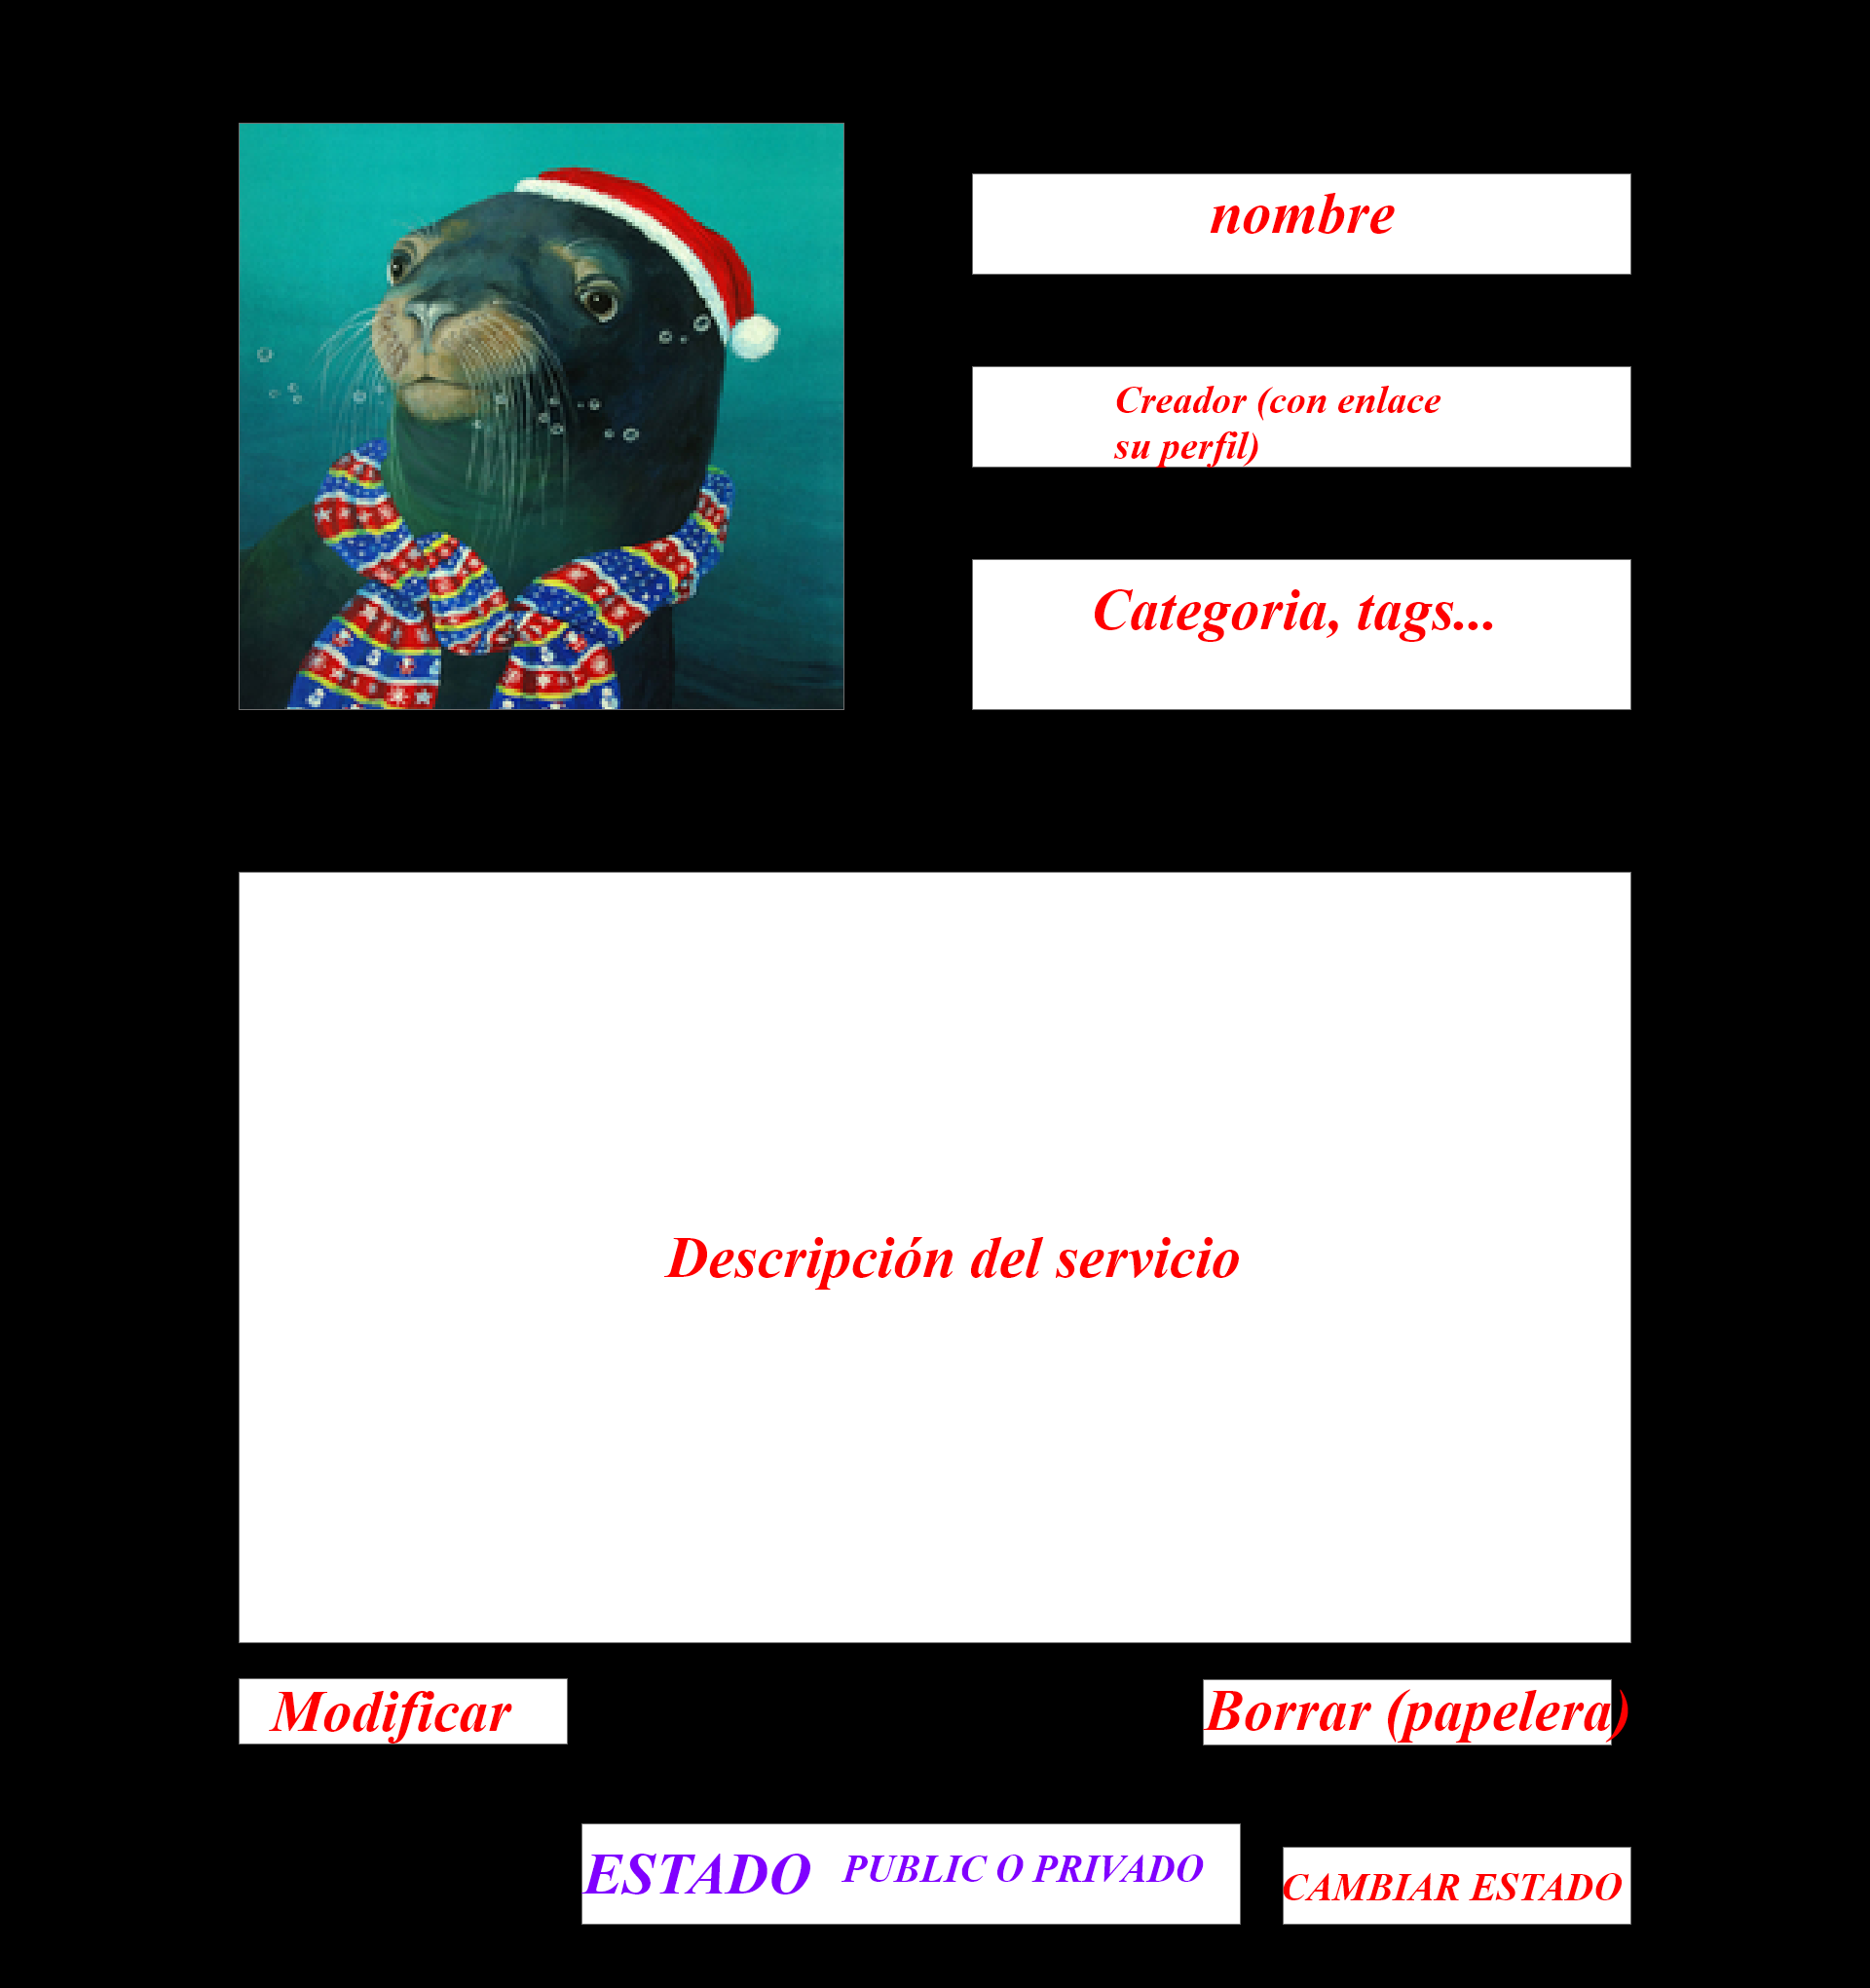 nombre
Creador (con enlace
su perfil)
Categoria, tags...
Descripción del servicio
Modificar
Borrar (papelera)
ESTADO PUBLIC O PRIVADO
CAMBIAR ESTADO